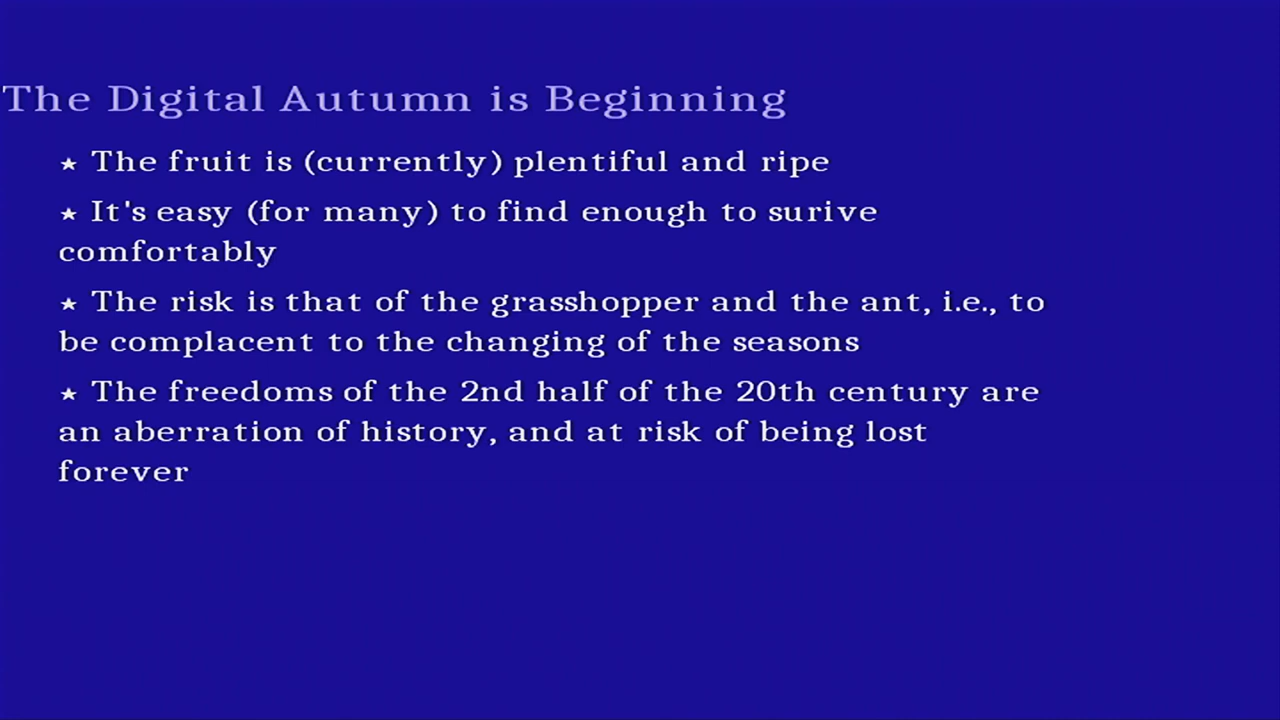 The Digital Autumn is Beginning
★ The fruit is (currently) plentiful and ripe
★ It's easy (for many) to find enough to surive
comfortably
★ The risk is that of the grasshopper and the ant, i.e., to
be complacent to the changing of the seasons
★ The freedoms of the 2nd half of the 20th century are
an aberration of history, and at risk of being lost
forever